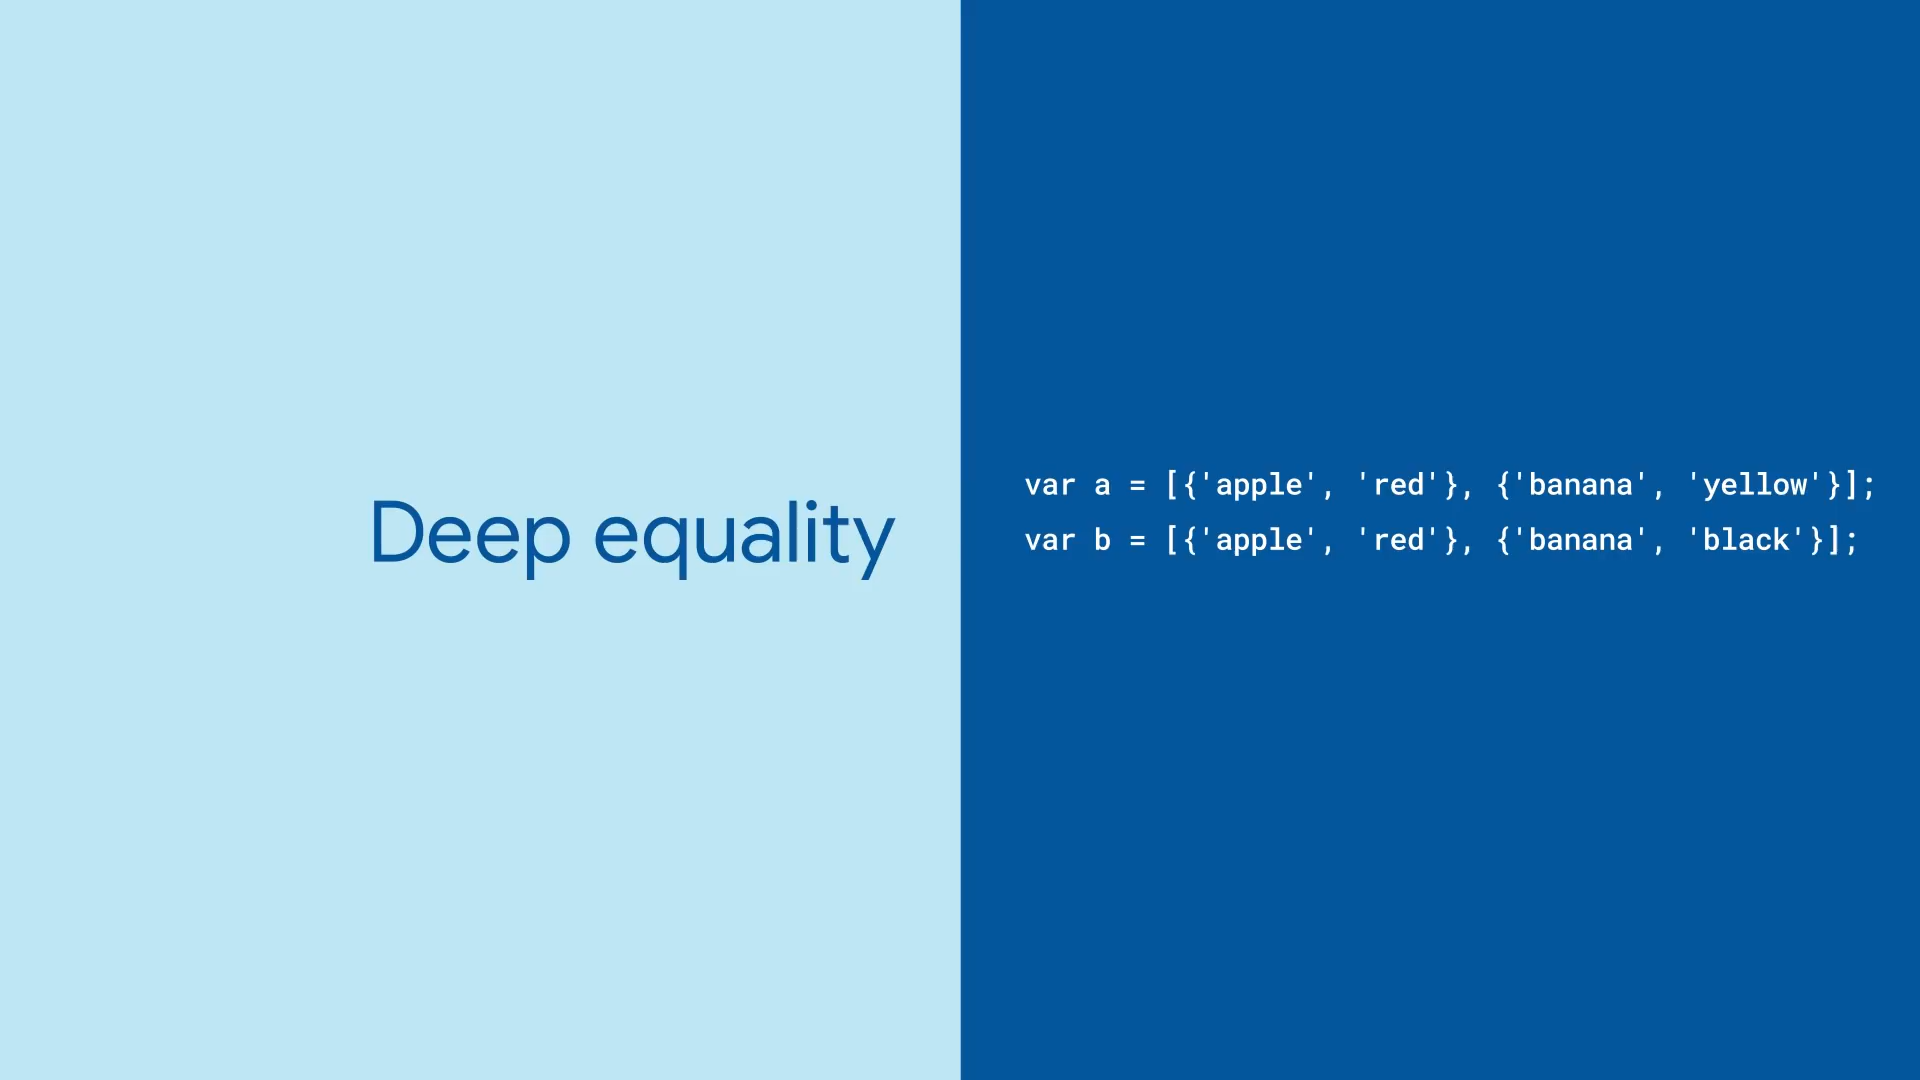 Deep equality
var a = [{'apple', 'red'}, {'banana', 'yellow'}];
var b = [{'apple', 'red'}, {'banana', 'black'}];